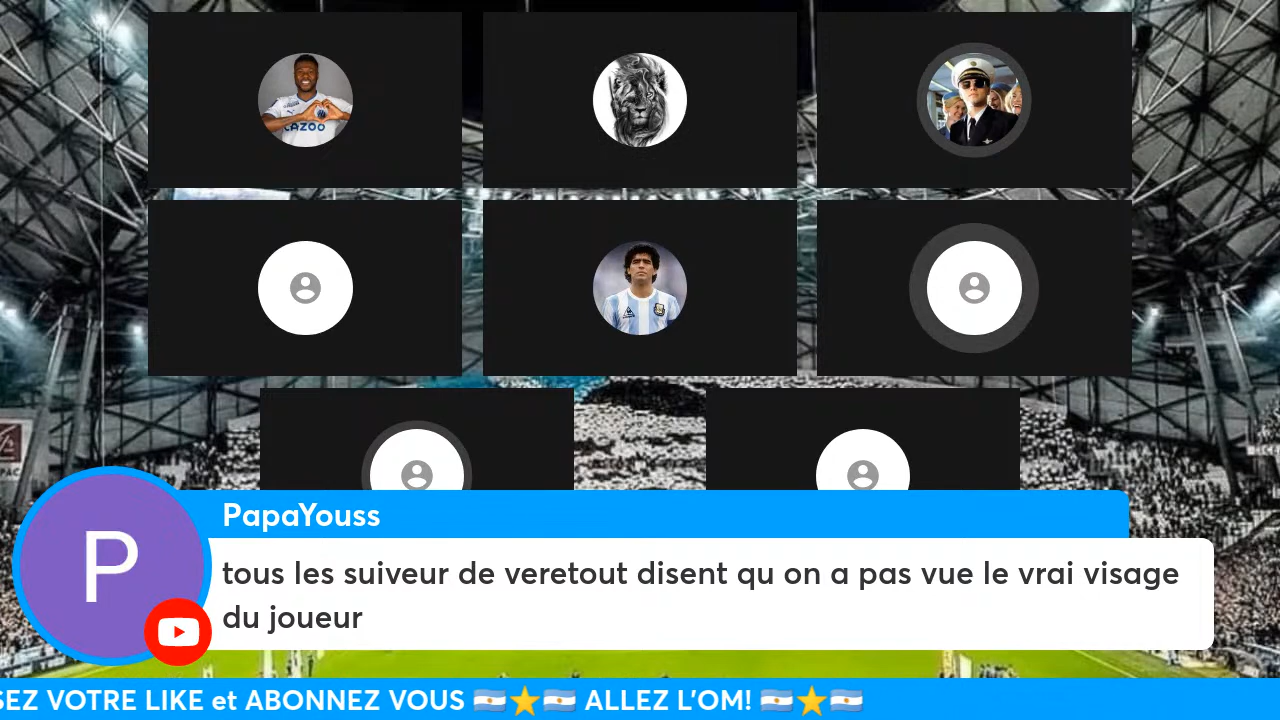 CAZOO
PapaYouss
tous les suiveur de veretout disent qu on a pas vue le vrai visage
du joueur
P
SEZ VOTRE LIKE et ABONNEZ VOUS 🇦🇷⭐🇦🇷 ALLEZ L'OM! 🇦🇷⭐🇦🇷